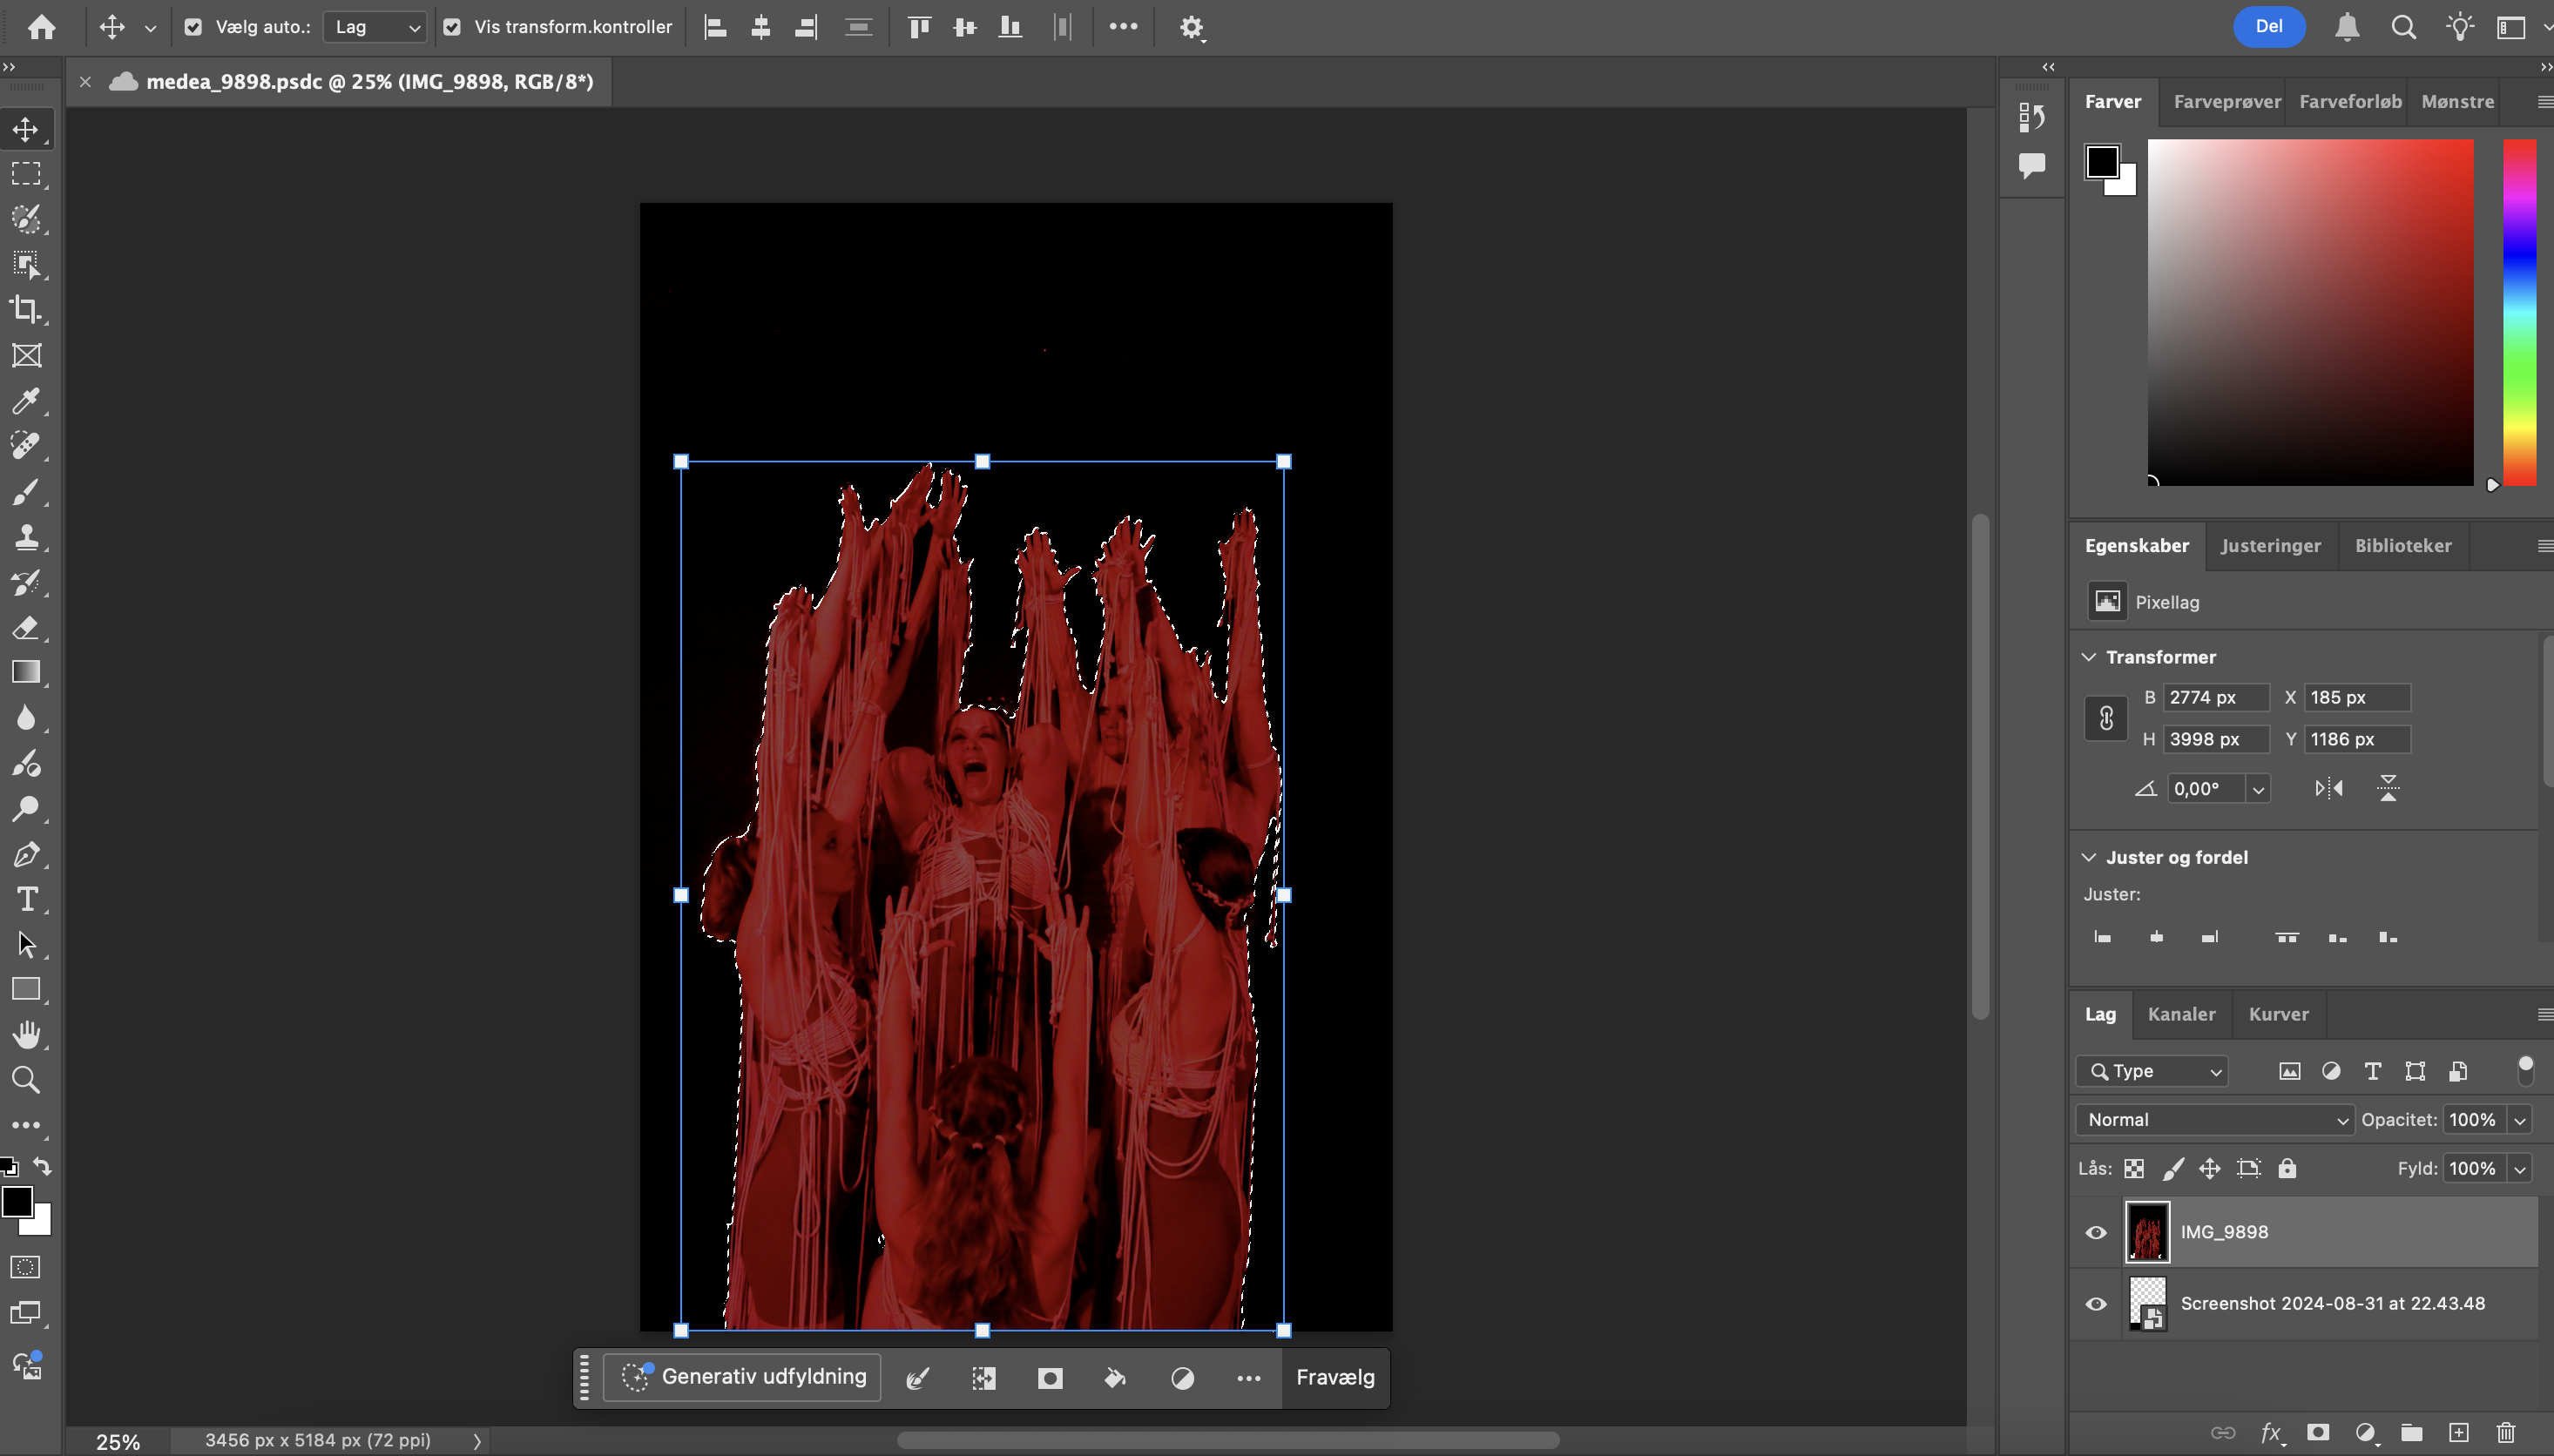 Vælg auto.: Lag Vis transform.kontroller Del
medea_9898.psdc @ 25% (IMG_9898, RGB/8*)
Farver Farveprøver Farveforløb Mønstre
Egenskaber Justeringer Biblioteker
Pixellag
Transformer
B 2774 px X 185 px
H 3998 px Y 1186 px
0,00°
Juster og fordel
Juster:
Lag Kanaler Kurver
Type
Normal Opacitet: 100%
Lås: Fyld: 100%
IMG_9898
Screenshot 2024-08-31 at 22.43.48
Generativ udfyldning Fravælg
25% 3456 px x 5184 px (72 ppi)